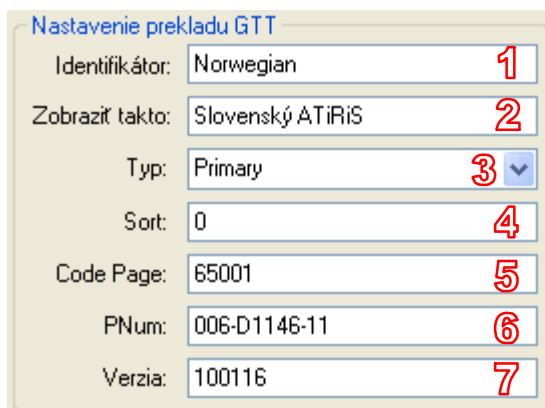 Nastavenie prekladu GTT
Identifikátor: Norwegian 1
Zobraziť takto: Slovenský ATiRiS 2
Typ: Primary 3
Sort: 0 4
Code Page: 65001 5
PNum: 006-D1146-11 6
Verzia: 100116 7